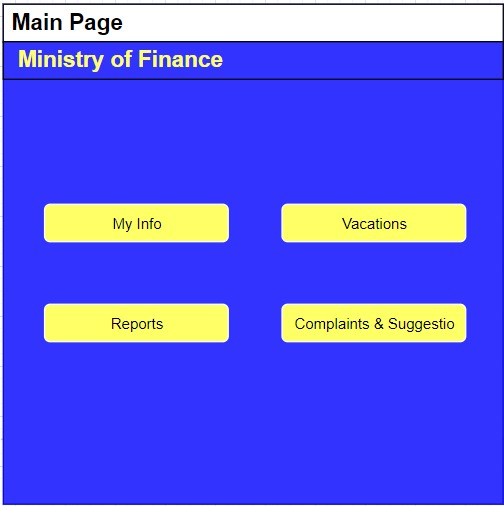 Main Page
Ministry of Finance
My Info
Vacations
Reports
Complaints & Suggestio